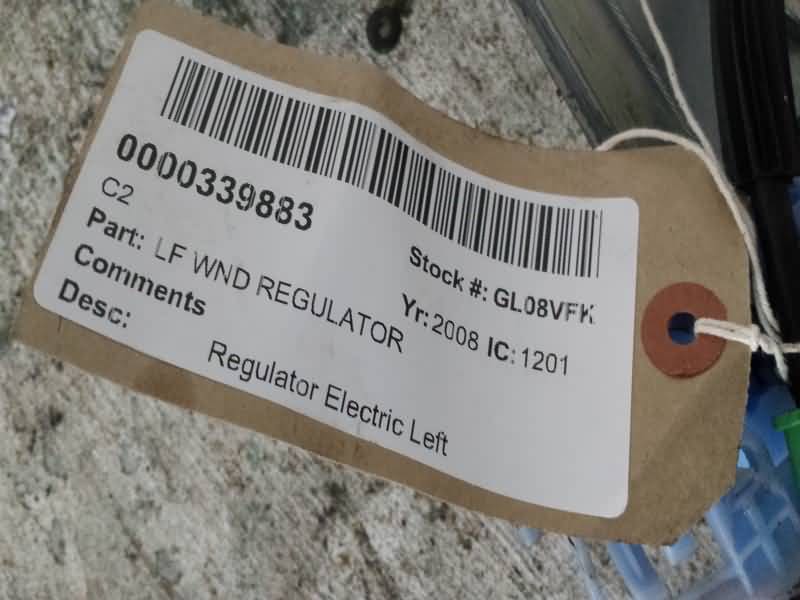 0000339883
C2
Stock #: GL08VFK
Part: LF WND REGULATOR
Yr: 2008 IC: 1201
Comments
Desc:
Regulator Electric Left